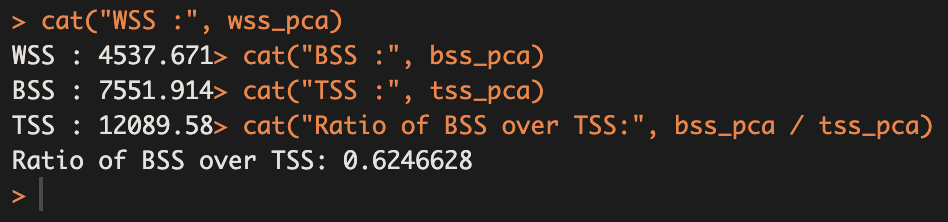 > cat("WSS :", wss_pca)
WSS : 4537.671> cat("BSS :", bss_pca)
BSS : 7551.914> cat("TSS :", tss_pca)
TSS : 12089.58> cat("Ratio of BSS over TSS:", bss_pca / tss_pca)
Ratio of BSS over TSS: 0.6246628
>